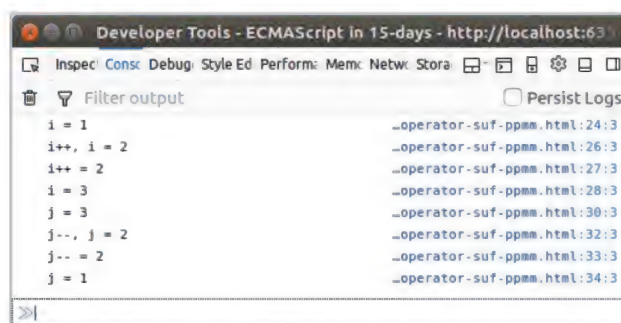 Developer Tools - ECMAScript in 15-days - http://localhost:63
Inspec Consc Debug Style Ed Performa Memc Netwc Stora
Filter output Persist Logs
i = 1 …operator-suf-ppmm.html:24:3
i++, i = 2 …operator-suf-ppmm.html:26:3
i++ = 2 …operator-suf-ppmm.html:27:3
i = 3 …operator-suf-ppmm.html:28:3
j = 3 …operator-suf-ppmm.html:30:3
j--, j = 2 …operator-suf-ppmm.html:32:3
j-- = 2 …operator-suf-ppmm.html:33:3
j = 1 …operator-suf-ppmm.html:34:3